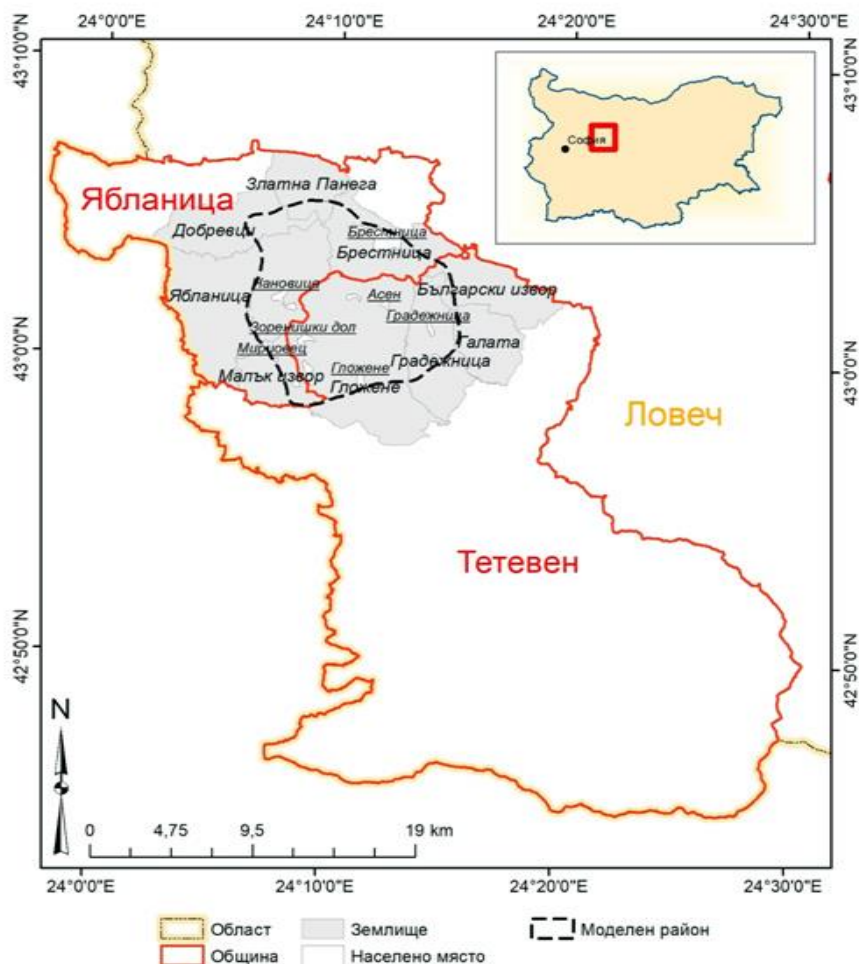 24°0'0"E
24°10'0"E
24°20'0"E
24°30'0"E
43°10'0"N
43°10'0"N
София
Златна Панега
Ябланица
Добревци
Брестница
Брестница
Български извор
Ябланица
Нановица
Асен
Градежница
Зоренишки дол
Галата
43°0'0"N
43°0'0"N
Мириовец
Градежница
Малък извор
Гложене
Гложене
Ловеч
Тетевен
42°50'0"N
42°50'0"N
N
0
4,75
9,5
19 km
24°0'0"E
24°10'0"E
24°20'0"E
24°30'0"E
Област
Землище
Моделен район
Община
Населено място